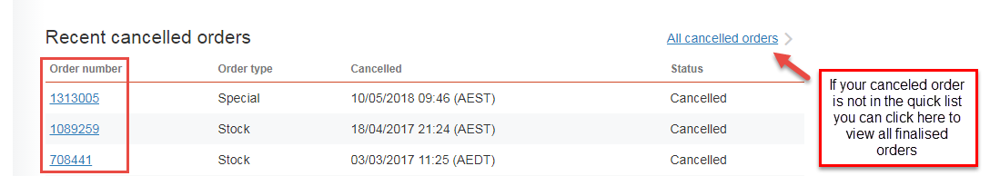 Recent cancelled orders
All cancelled orders
Order number Order type Cancelled Status
1313005 Special 10/05/2018 09:46 (AEST) Cancelled
1089259 Stock 18/04/2017 21:24 (AEST) Cancelled
708441 Stock 03/03/2017 11:25 (AEDT) Cancelled
If your canceled order
is not in the quick list
you can click here to
view all finalised
orders